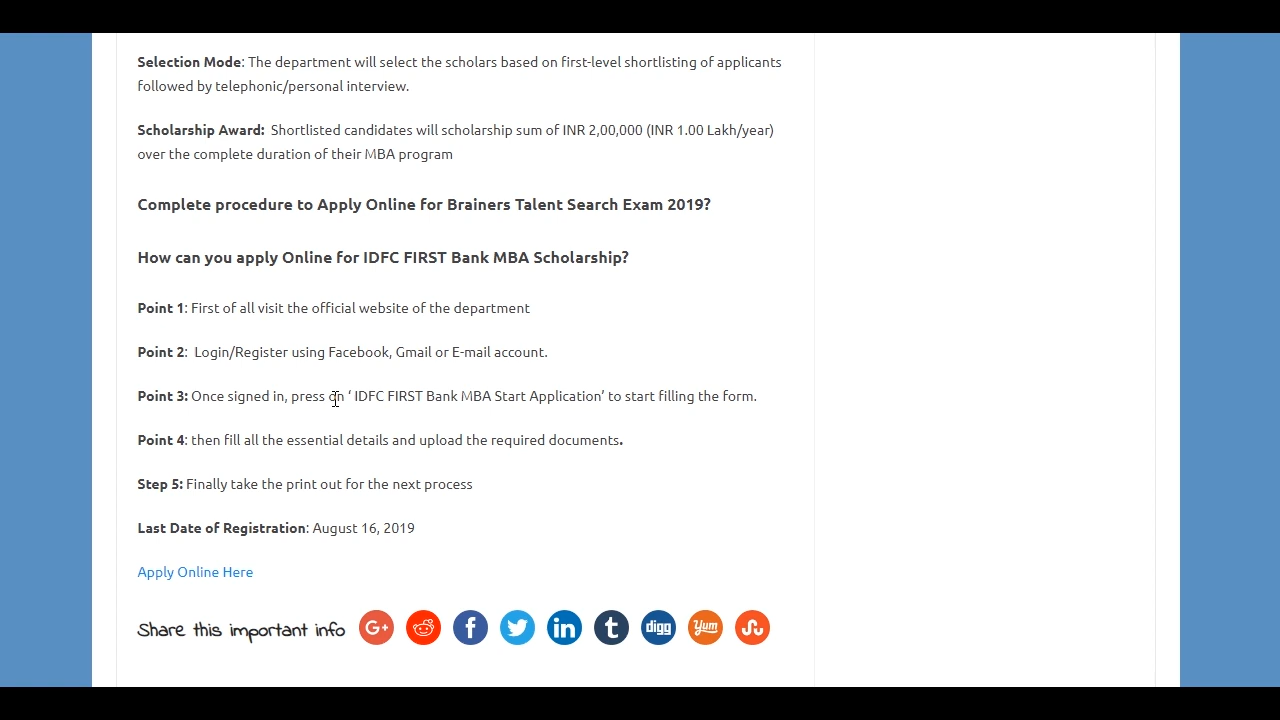 Selection Mode: The department will select the scholars based on first-level shortlisting of applicants
followed by telephonic/personal interview.
Scholarship Award:  Shortlisted candidates will scholarship sum of INR 2,00,000 (INR 1.00 Lakh/year)
over the complete duration of their MBA program
Complete procedure to Apply Online for Brainers Talent Search Exam 2019?
How can you apply Online for IDFC FIRST Bank MBA Scholarship?
Point 1: First of all visit the official website of the department
Point 2:  Login/Register using Facebook, Gmail or E-mail account.
Point 3: Once signed in, press on ‘ IDFC FIRST Bank MBA Start Application’ to start filling the form.
Point 4: then fill all the essential details and upload the required documents.
Step 5: Finally take the print out for the next process
Last Date of Registration: August 16, 2019
Apply Online Here
Share this important info G+ f in t digg Yum